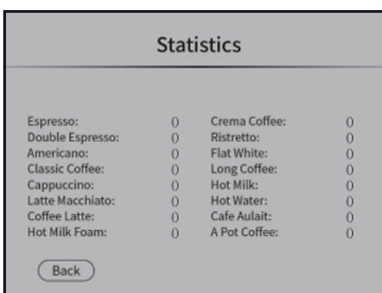 Statistics
Espresso: 0 Crema Coffee: 0
Double Espresso: 0 Ristretto: 0
Americano: 0 Flat White: 0
Classic Coffee: 0 Long Coffee: 0
Cappuccino: 0 Hot Milk: 0
Latte Macchiato: 0 Hot Water: 0
Coffee Latte: 0 Cafe Aulait: 0
Hot Milk Foam: 0 A Pot Coffee: 0
Back